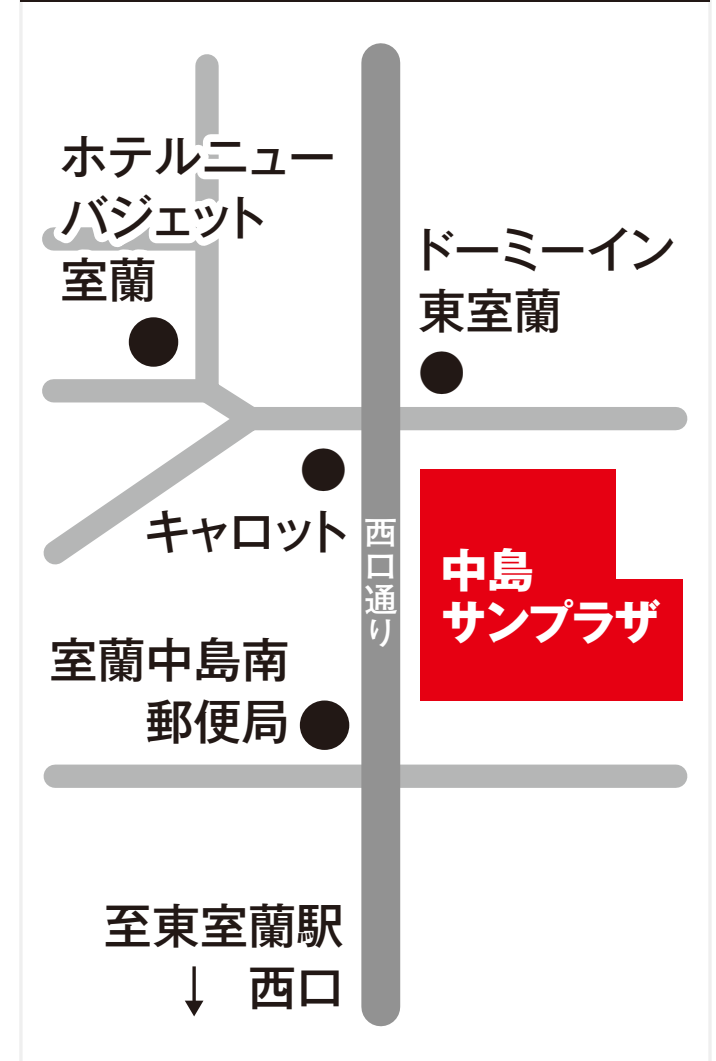 ホテルニュー
バジェット
室蘭
ドーミーイン
東室蘭
キャロット
西口通り
中島
サンプラザ
室蘭中島南
郵便局
至東室蘭駅
↓ 西口